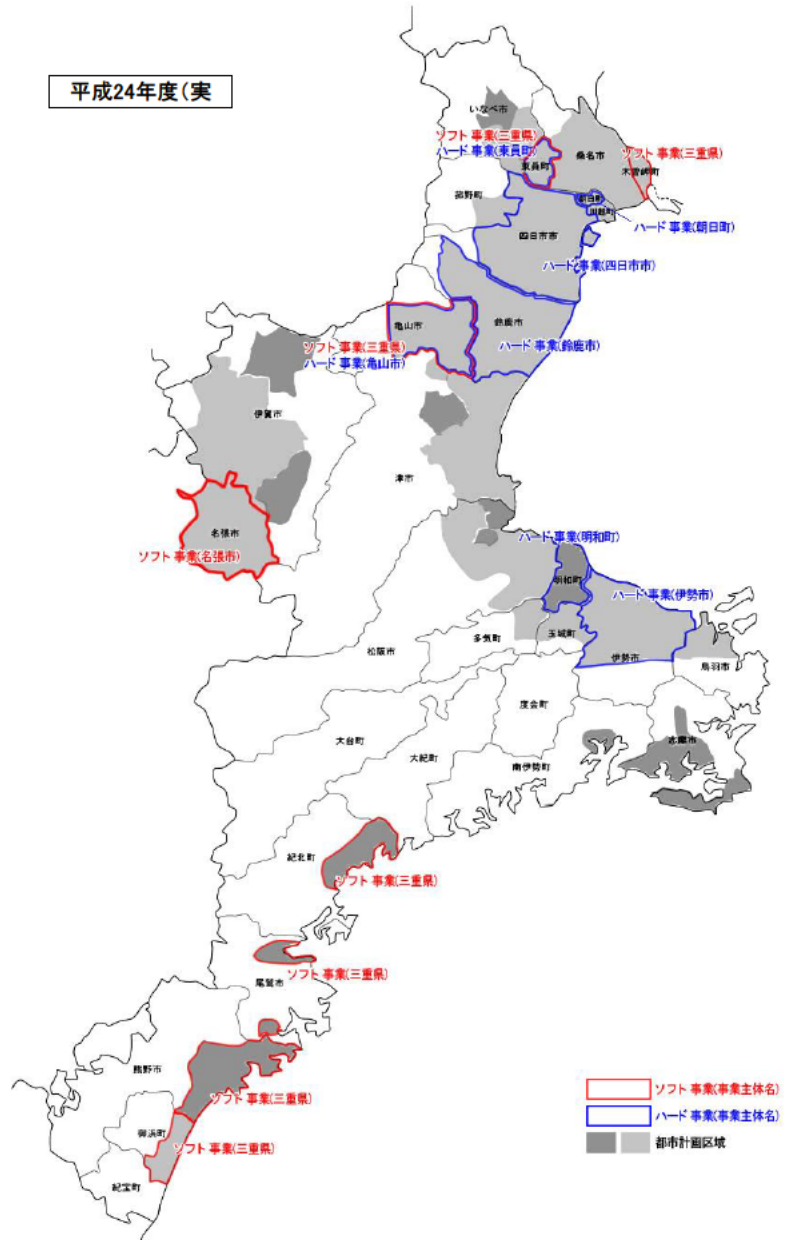 平成24年度(実
いなべ市
ソフト事業(三重県)
ハード事業(東員町)
東員町
桑名市
ソフト事業(三重県)
木曽岬町
菰野町
朝日町
川越町
ハード事業(朝日町)
四日市市
ハード事業(四日市市)
亀山市
鈴鹿市
ソフト事業(三重県)
ハード事業(亀山市)
ハード事業(鈴鹿市)
伊賀市
津市
名張市
ソフト事業(名張市)
ハード事業(明和町)
明和町
ハード事業(伊勢市)
多気町
玉城町
松阪市
伊勢市
鳥羽市
度会町
大台町
大紀町
南伊勢町
志摩市
紀北町
ソフト事業(三重県)
ソフト事業(三重県)
尾鷲市
熊野市
ソフト事業(三重県)
御浜町
ソフト事業(三重県)
紀宝町
ソフト事業(事業主体名)
ハード事業(事業主体名)
都市計画区域